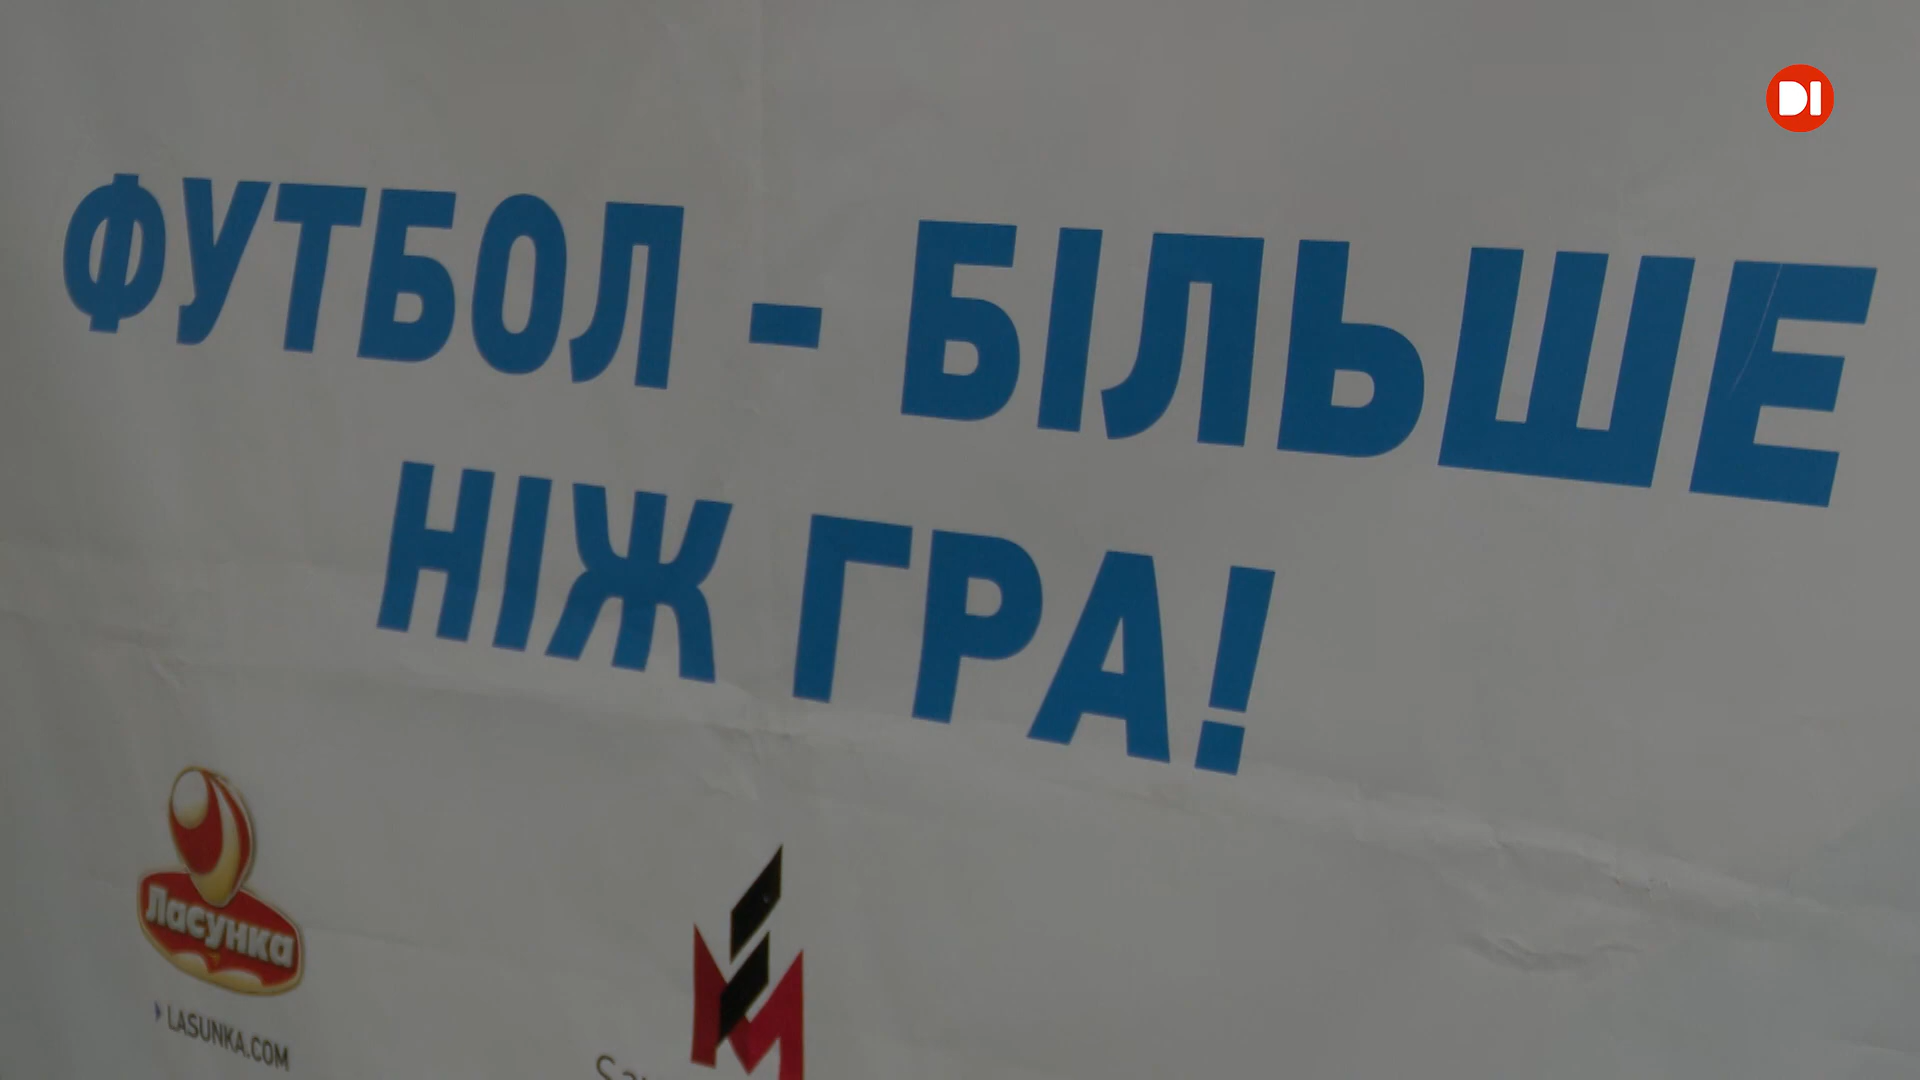 DI
ФУТБОЛ - БІЛЬШЕ
НІЖ ГРА!
Ласунка
LASUNKA.COM